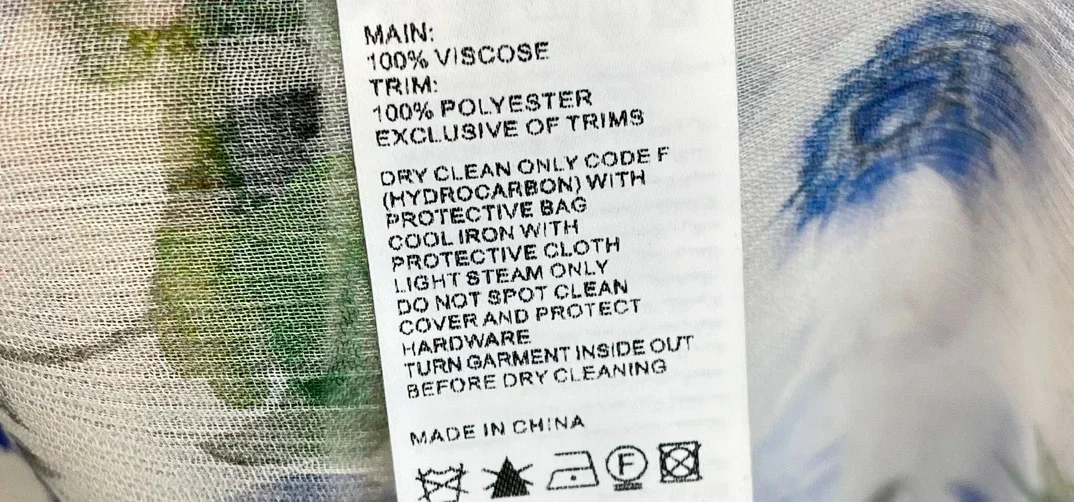 MAIN:
100% VISCOSE
TRIM:
100% POLYESTER
EXCLUSIVE OF TRIMS
DRY CLEAN ONLY CODE F
(HYDROCARBON) WITH
PROTECTIVE BAG
COOL IRON WITH
PROTECTIVE CLOTH
LIGHT STEAM ONLY
DO NOT SPOT CLEAN
COVER AND PROTECT
HARDWARE
TURN GARMENT INSIDE OUT
BEFORE DRY CLEANING
MADE IN CHINA
F